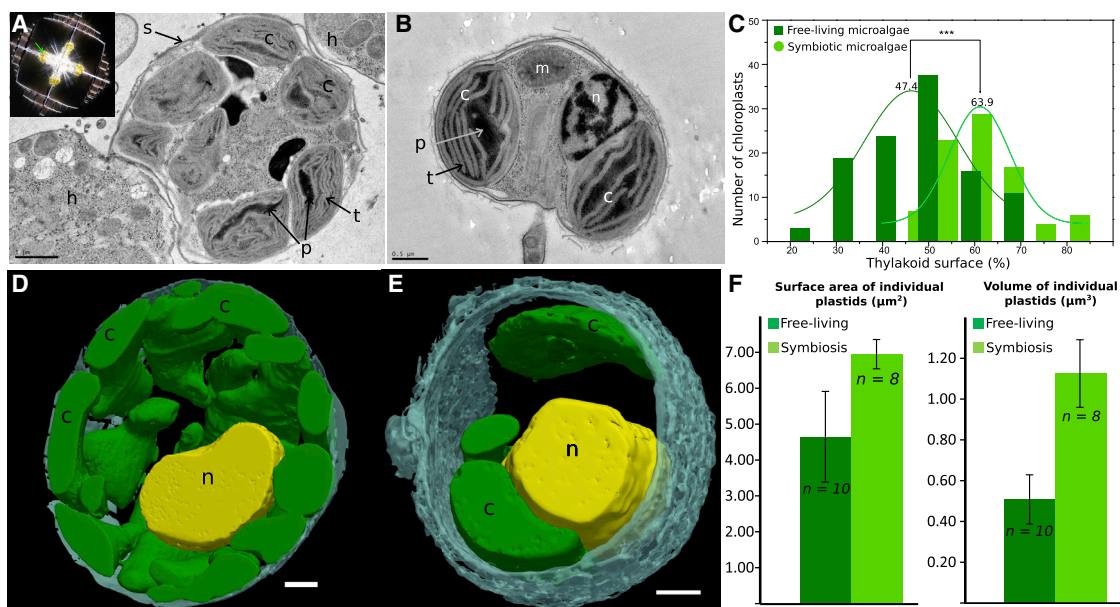 A
s
c
h
c
h
t
p
1 µm
B
m
c
n
p
t
c
0.5 µm
C
Free-living microalgae
Symbiotic microalgae
***
47.4
63.9
Number of chloroplasts
50
40
30
20
10
0
20 30 40 50 60 70 80
Thylakoid surface (%)
D
c
c
n
E
c
n
c
F
Surface area of individual
plastids (µm²)
Free-living
Symbiosis
7.00
6.00
5.00
4.00
3.00
2.00
1.00
n = 8
n = 10
Volume of individual
plastids (µm³)
Free-living
Symbiosis
1.20
1.00
0.80
0.60
0.40
0.20
n = 8
n = 10